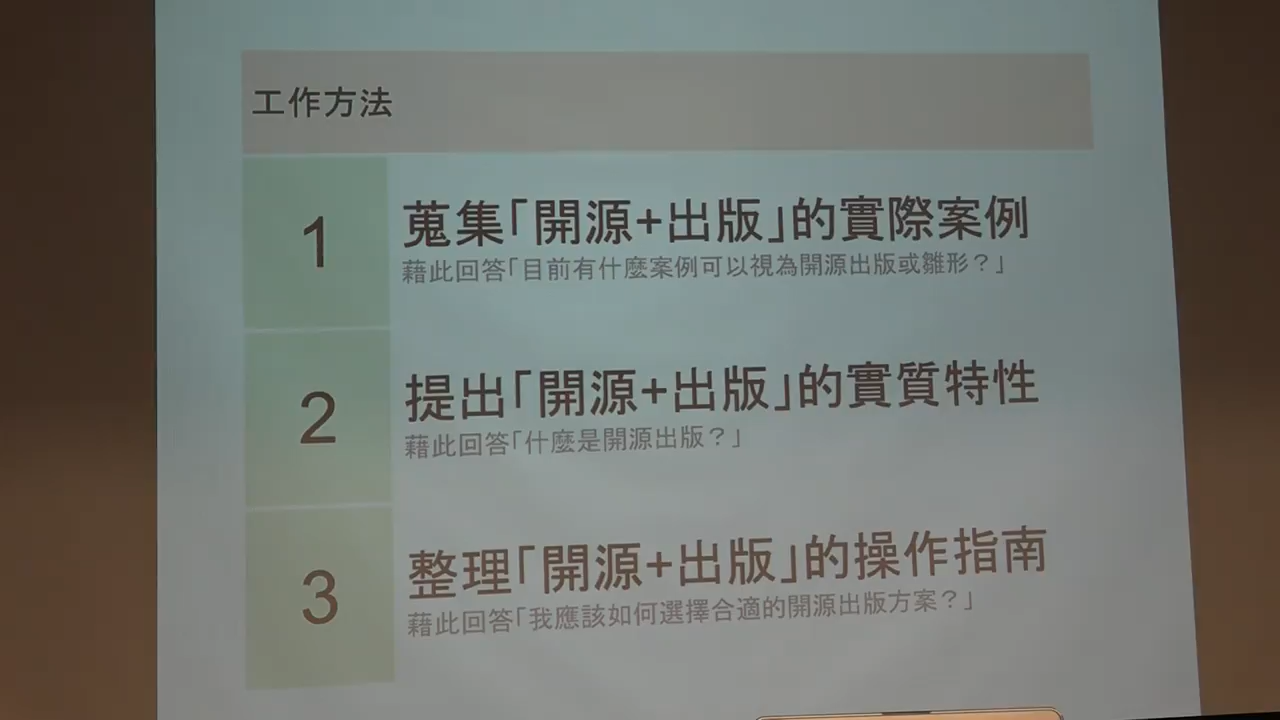 工作方法
1
蒐集「開源+出版」的實際案例
藉此回答「目前有什麼案例可以視為開源出版或雛形？」
2
提出「開源+出版」的實質特性
藉此回答「什麼是開源出版？」
3
整理「開源+出版」的操作指南
藉此回答「我應該如何選擇合適的開源出版方案？」